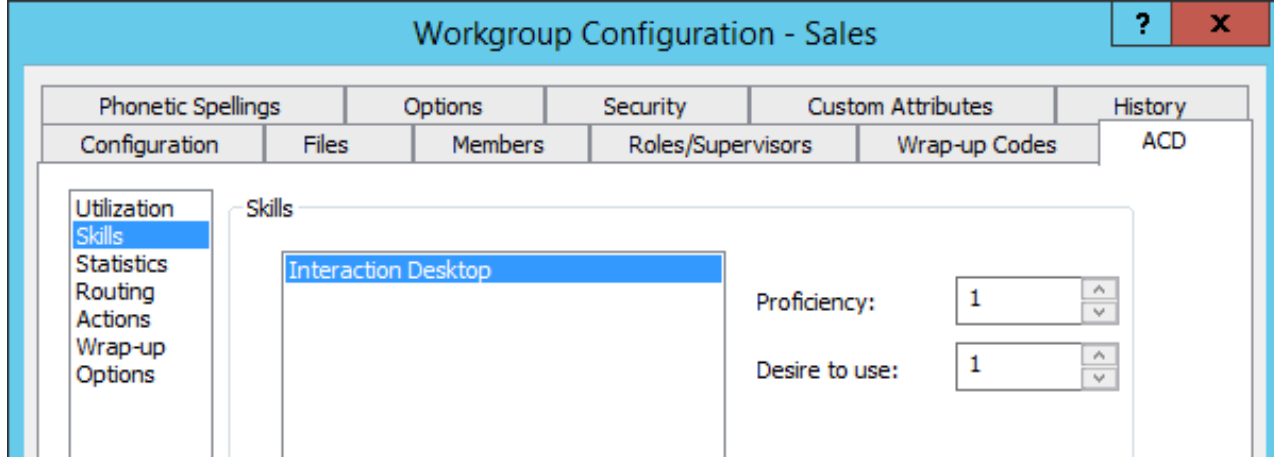 Workgroup Configuration - Sales
? x
Phonetic Spellings Options Security Custom Attributes History
Configuration Files Members Roles/Supervisors Wrap-up Codes ACD
Utilization
Skills
Statistics
Routing
Actions
Wrap-up
Options
Skills
Interaction Desktop
Proficiency: 1
Desire to use: 1